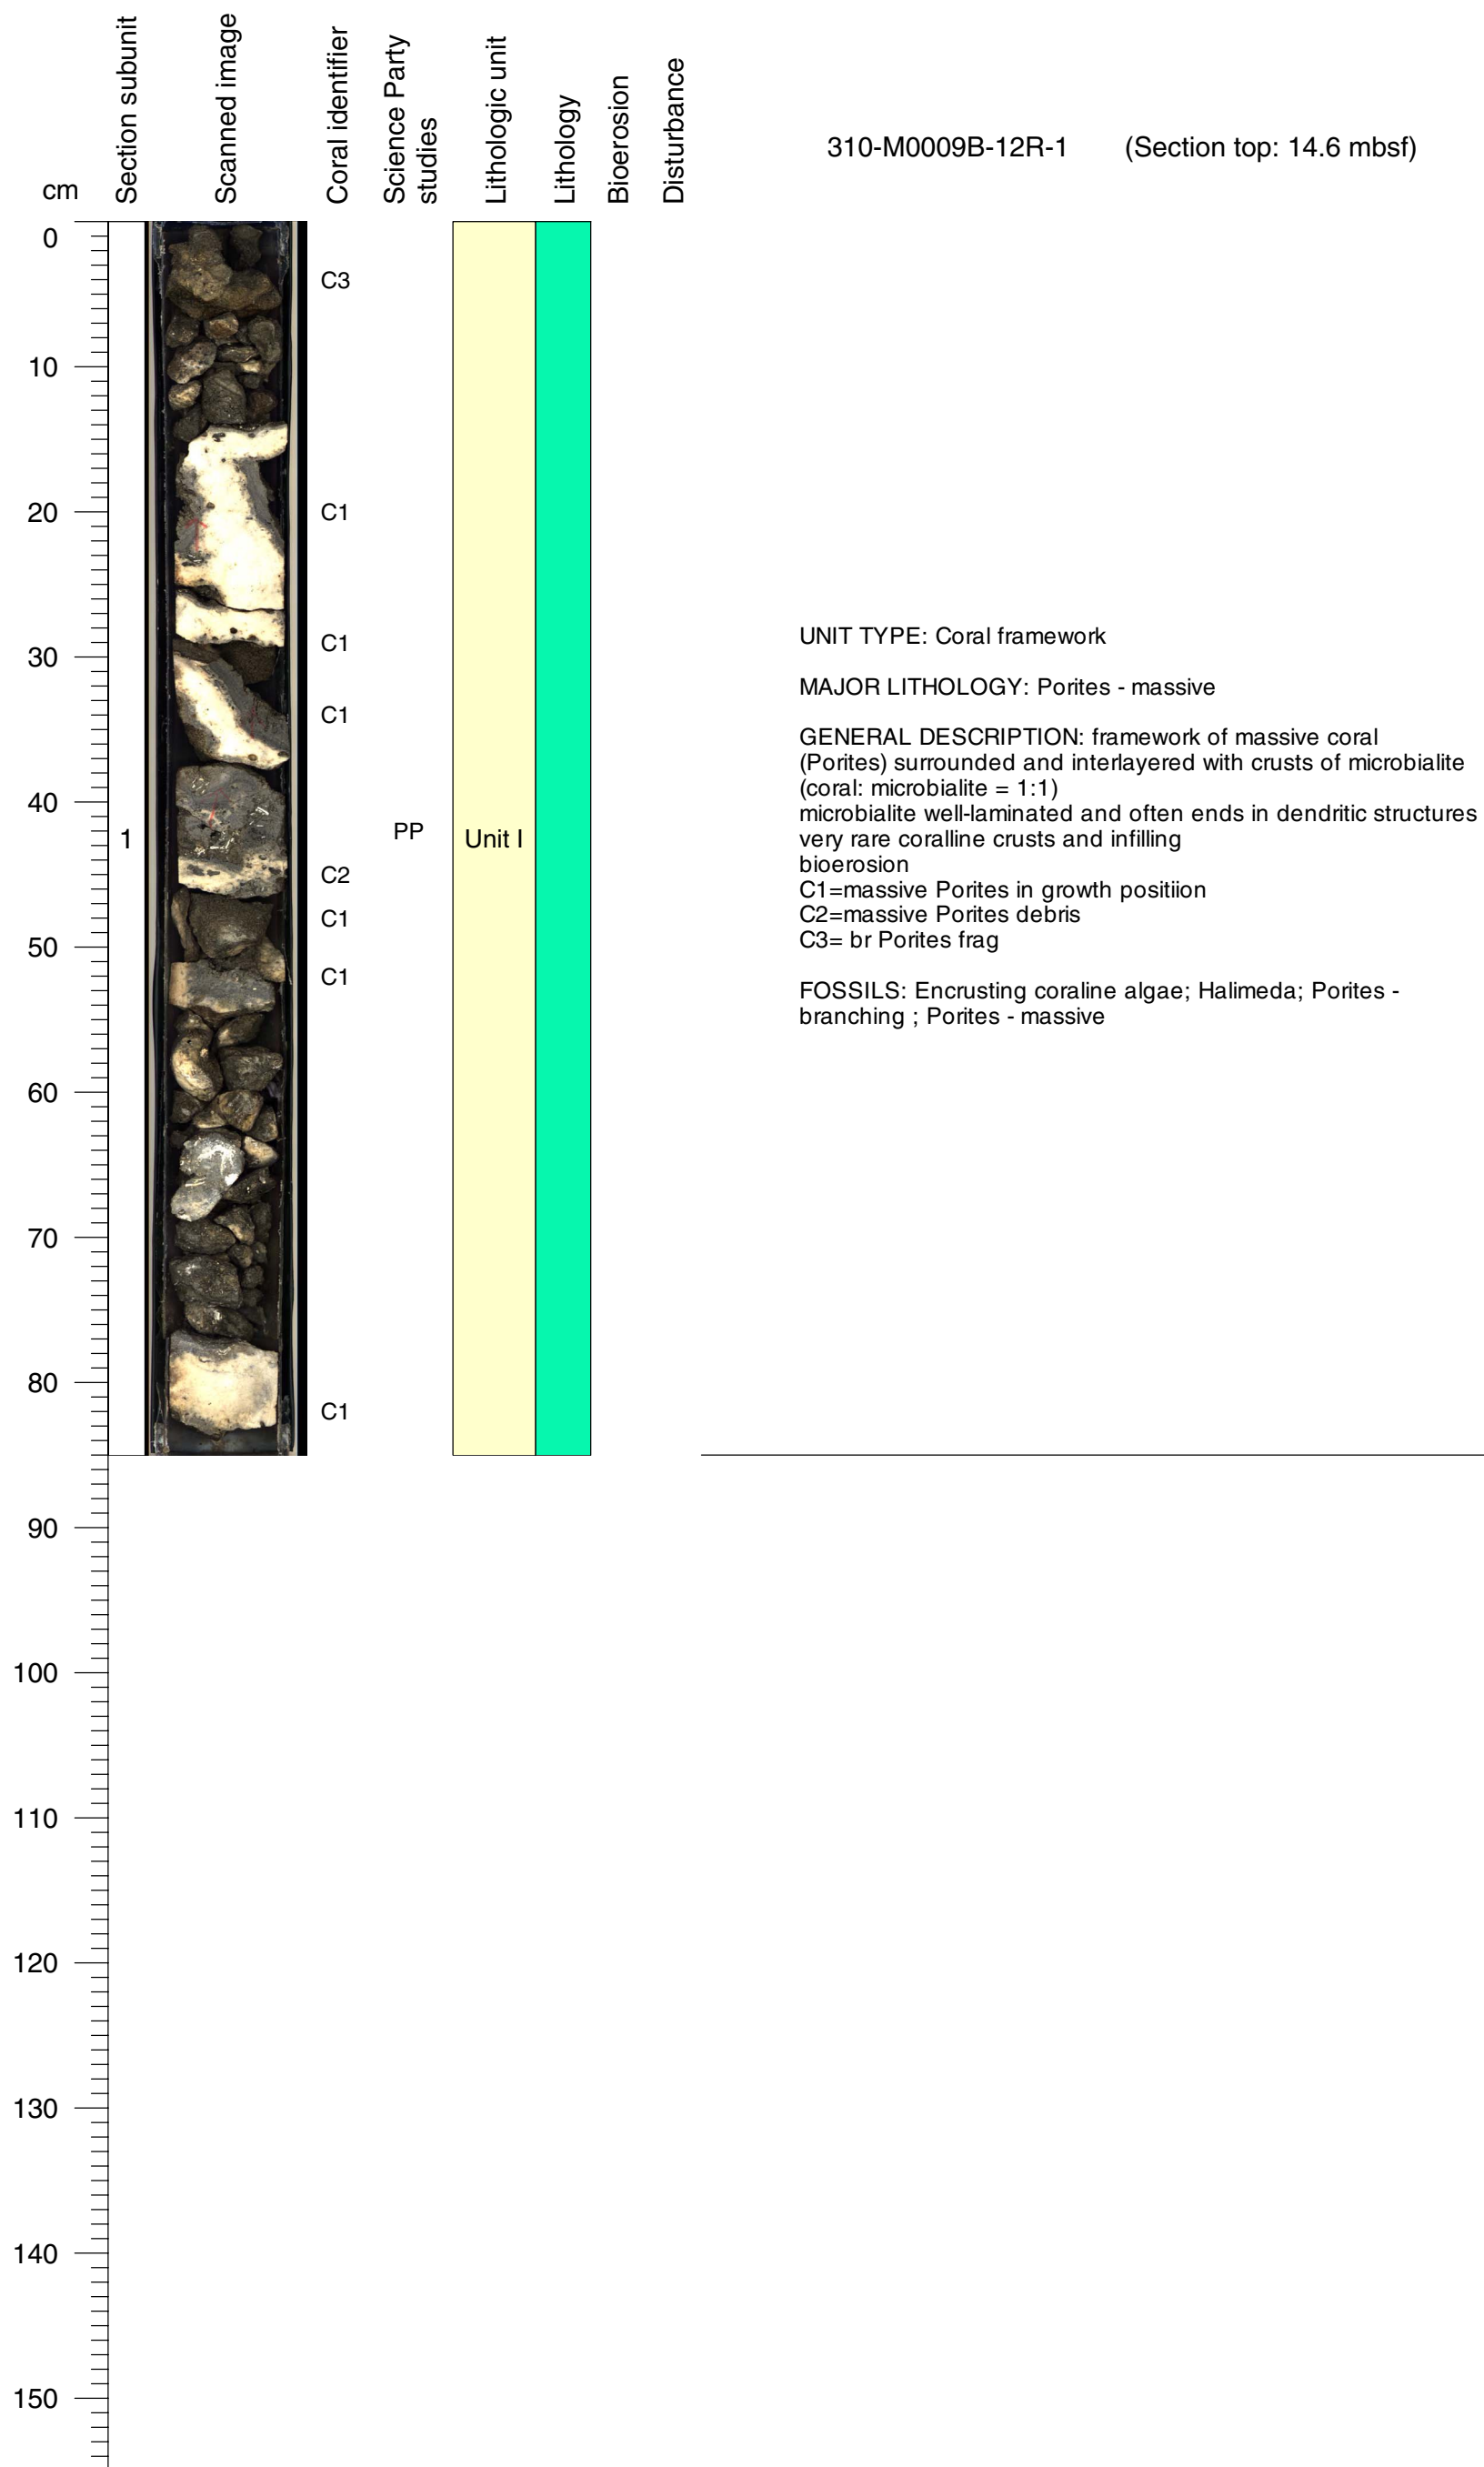 Section subunit
Scanned image
Coral identifier
Science Party
studies
Lithologic unit
Lithology
Bioerosion
Disturbance
310-M0009B-12R-1 (Section top: 14.6 mbsf)
cm
0
C3
10
20 C1
C1
30
UNIT TYPE: Coral framework
MAJOR LITHOLOGY: Porites - massive
C1
GENERAL DESCRIPTION: framework of massive coral
(Porites) surrounded and interlayered with crusts of microbialite
(coral: microbialite = 1:1)
microbialite well-laminated and often ends in dendritic structures
very rare coralline crusts and infilling
bioerosion
C1=massive Porites in growth positiion
C2=massive Porites debris
C3= br Porites frag
FOSSILS: Encrusting coraline algae; Halimeda; Porites -
branching ; Porites - massive
40
1 PP Unit I
C2
C1
50
C1
60
70
80
C1
90
100
110
120
130
140
150